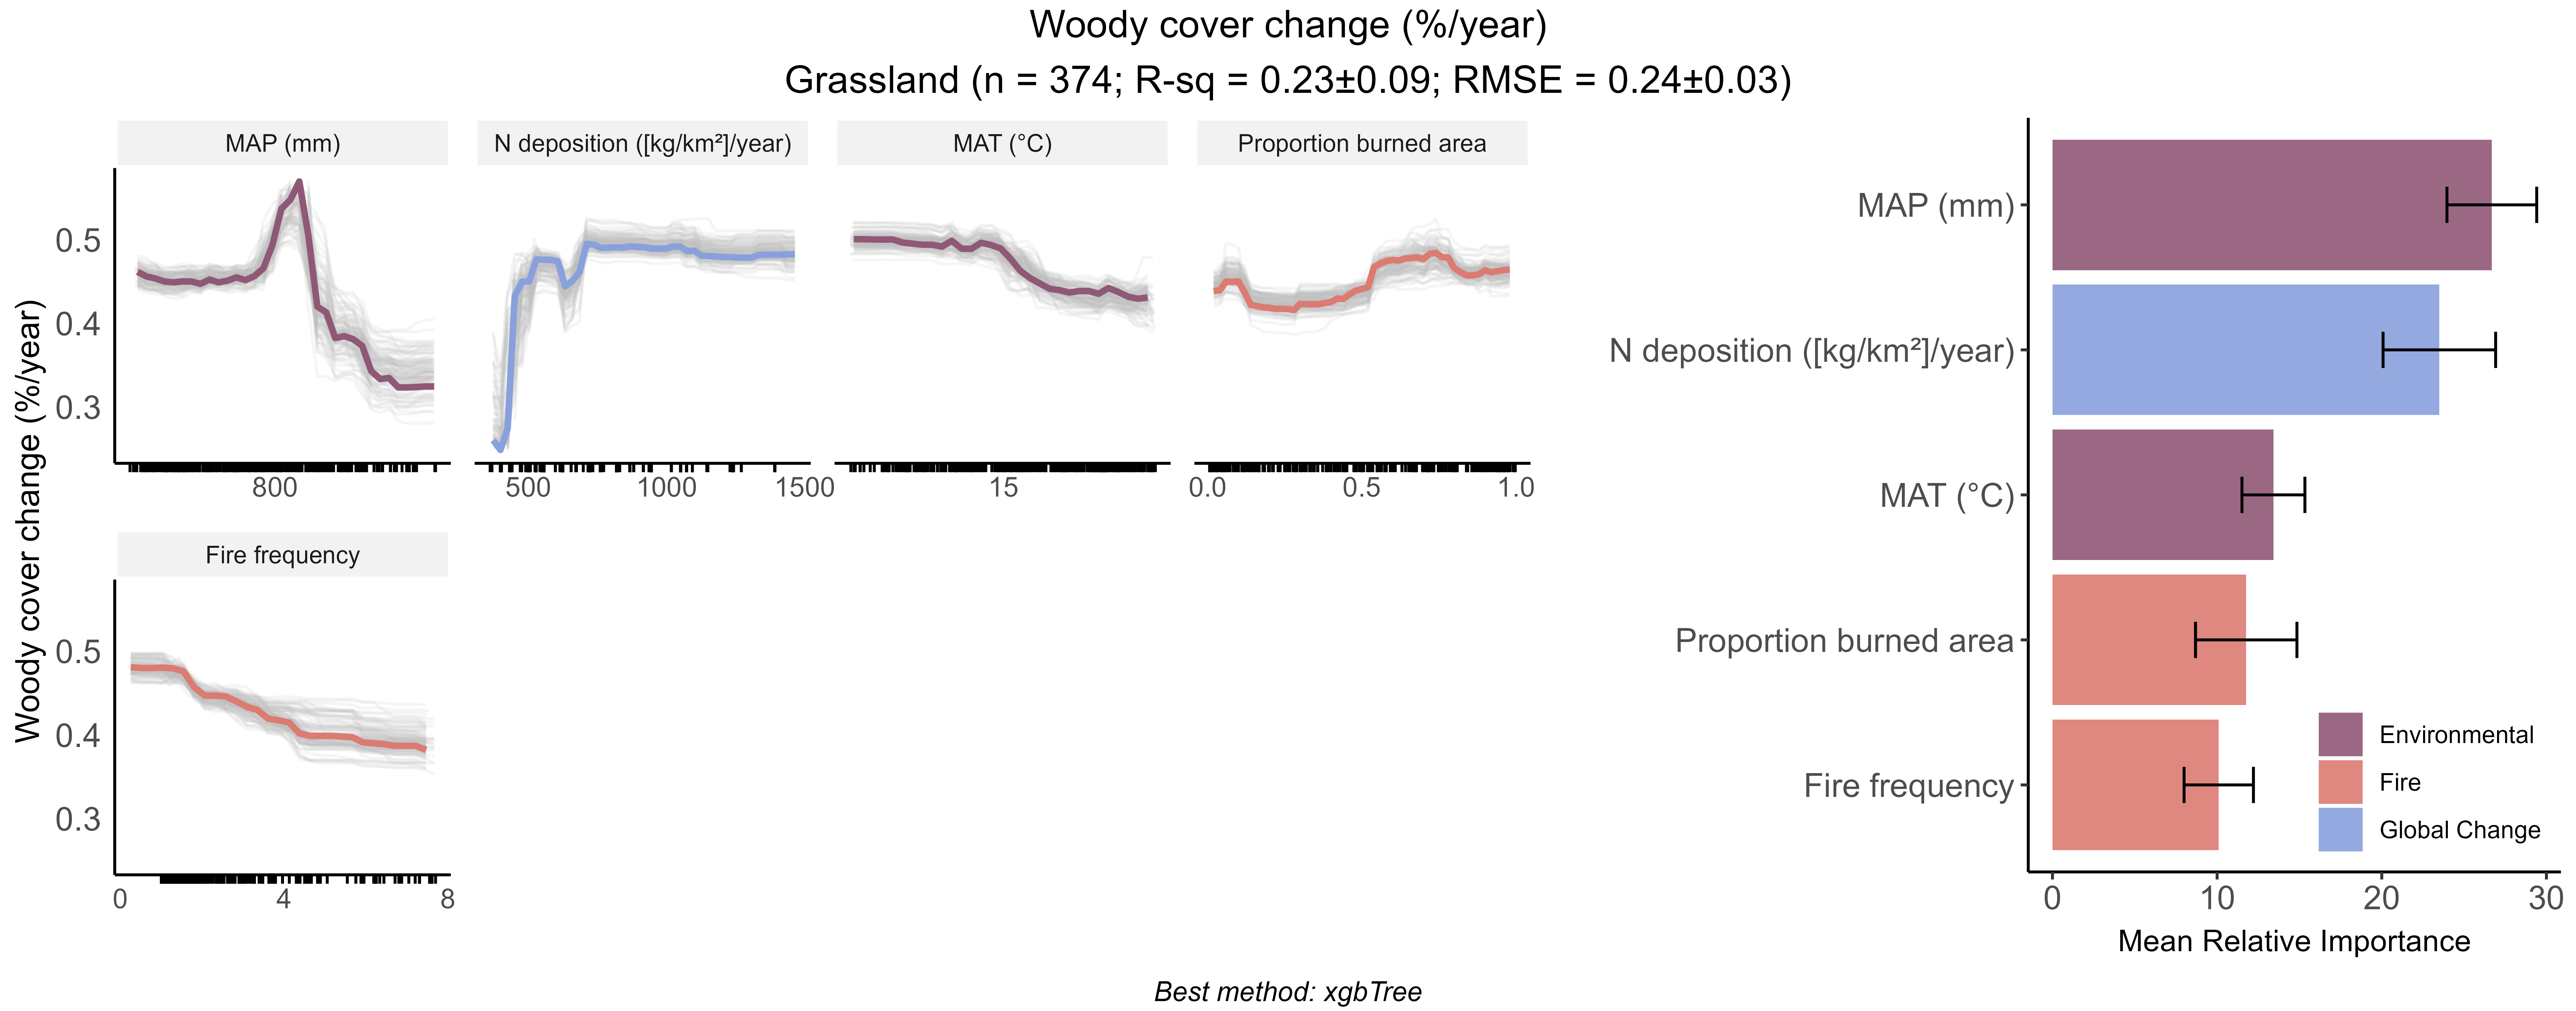 Woody cover change (%/year)
Grassland (n = 374; R-sq = 0.23±0.09; RMSE = 0.24±0.03)
Woody cover change (%/year)
MAP (mm)
0.5
0.4
0.3
800
N deposition ([kg/km²]/year)
500
1000
1500
MAT (°C)
15
Proportion burned area
0.0
0.5
1.0
Fire frequency
0.5
0.4
0.3
0
4
8
MAP (mm)
N deposition ([kg/km²]/year)
MAT (°C)
Proportion burned area
Fire frequency
Environmental
Fire
Global Change
0
10
20
30
Mean Relative Importance
Best method: xgbTree